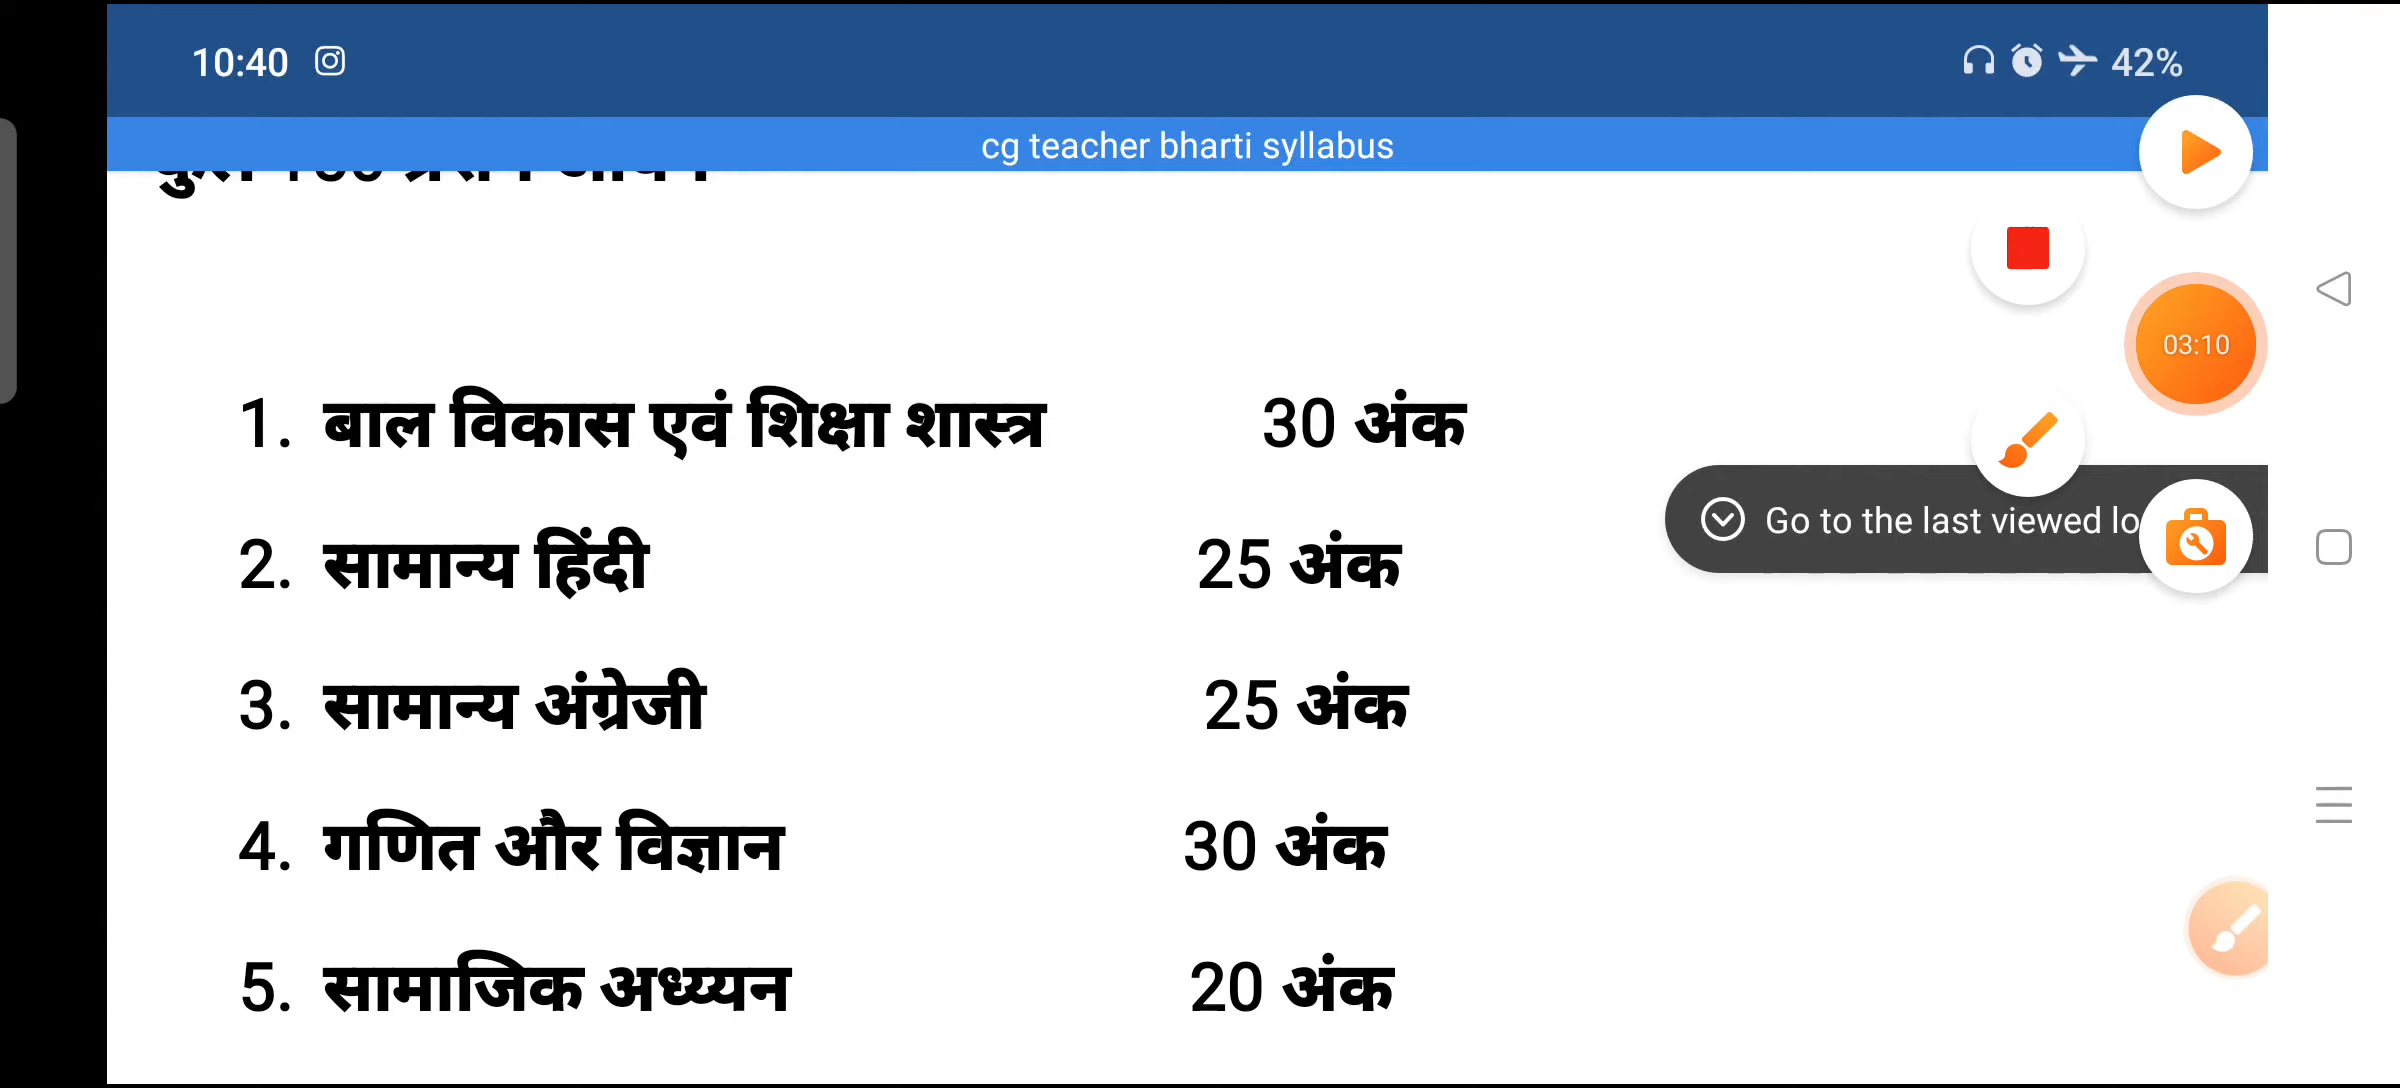 10:40 42%
cg teacher bharti syllabus
03:10
1. बाल विकास एवं शिक्षा शास्त्र 30 अंक
Go to the last viewed lo
2. सामान्य हिंदी 25 अंक
3. सामान्य अंग्रेजी 25 अंक
4. गणित और विज्ञान 30 अंक
5. सामाजिक अध्य्यन 20 अंक